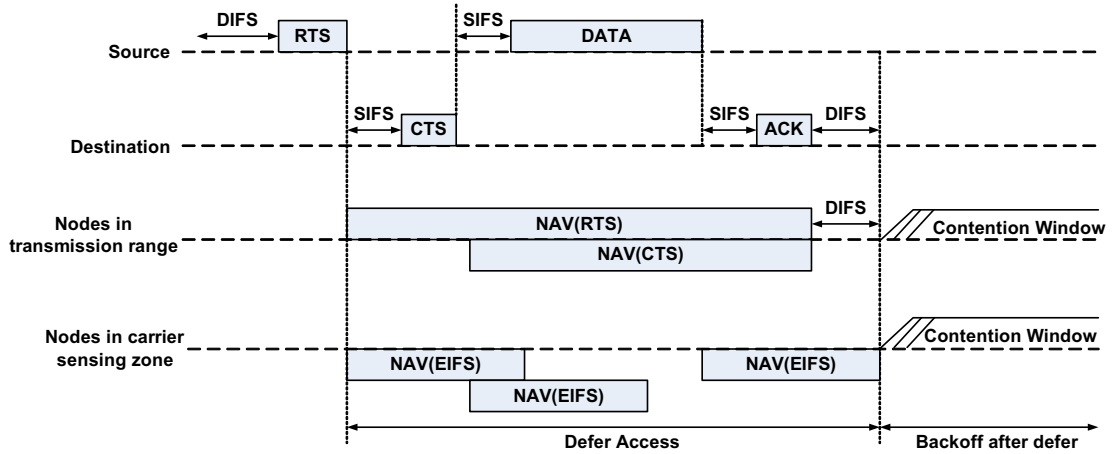 DIFS
RTS
SIFS
DATA
Source
SIFS
CTS
SIFS
ACK
DIFS
Destination
Nodes in
transmission range
NAV(RTS)
DIFS
Contention Window
NAV(CTS)
Nodes in carrier
sensing zone
Contention Window
NAV(EIFS)
NAV(EIFS)
NAV(EIFS)
Defer Access
Backoff after defer